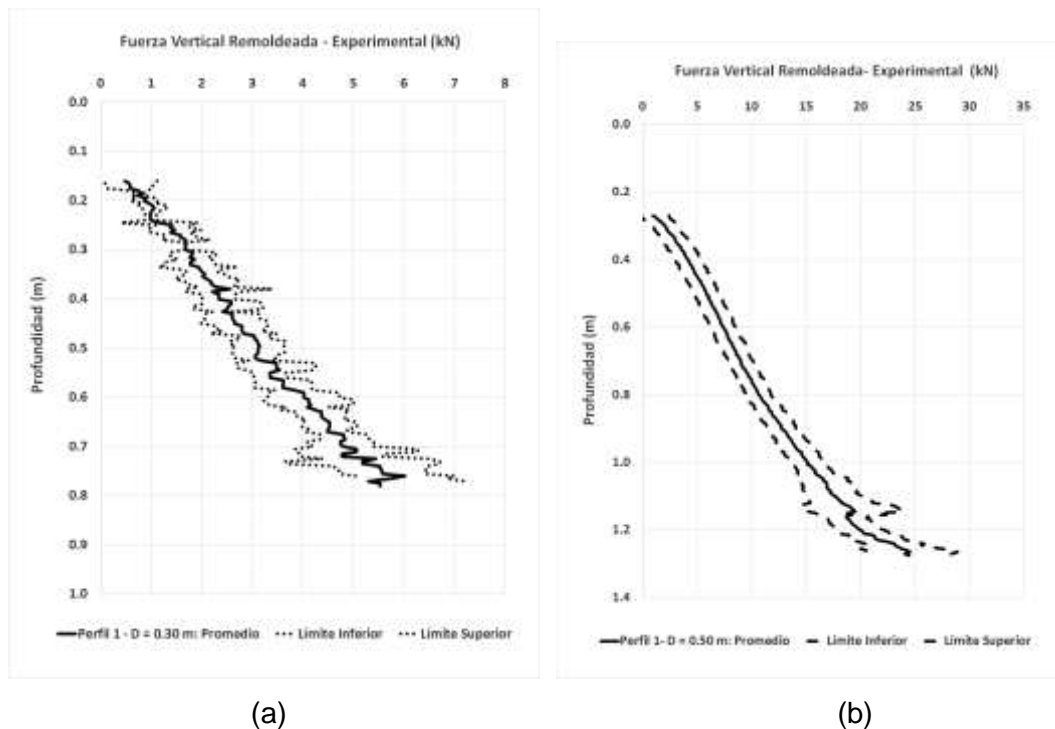 Fuerza Vertical Remoldeada - Experimental (kN)
0 1 2 3 4 5 6 7 8
0.0
0.1
0.2
0.3
0.4
0.5
0.6
0.7
0.8
0.9
1.0
Profundidad (m)
Perfil 1 - D = 0.30 m: Promedio Limite Inferior Limite Superior
(a)
Fuerza Vertical Remoldeada- Experimental (kN)
0 5 10 15 20 25 30 35
0.0
0.2
0.4
0.6
0.8
1.0
1.2
1.4
Profundidad (m)
Perfil 1- D = 0.50 m: Promedio Limite Inferior Limite Superior
(b)